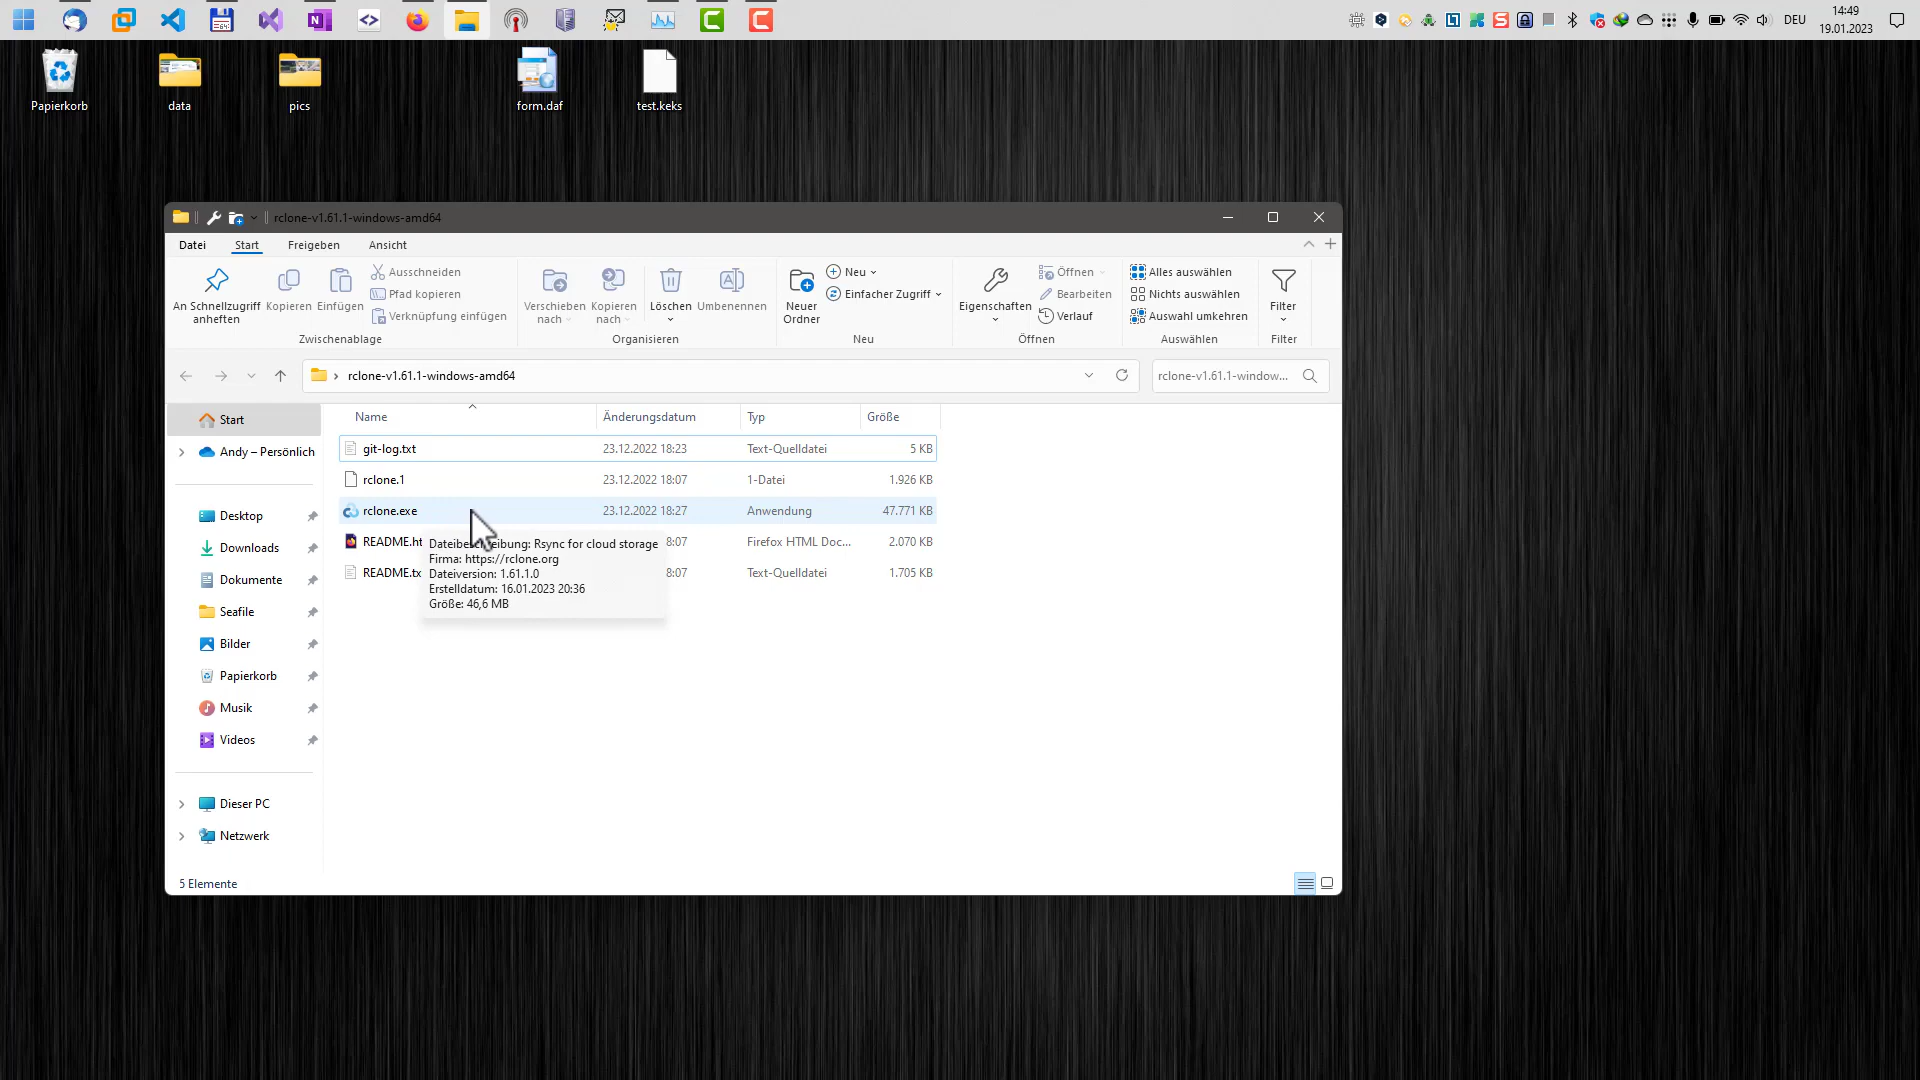 DEU
14:49
19.01.2023
Papierkorb
data
pics
form.daf
test.keks
rclone-v1.61.1-windows-amd64
Datei
Start
Freigeben
Ansicht
An Schnellzugriff
anheften
Kopieren
Einfügen
Ausschneiden
Pfad kopieren
Verknüpfung einfügen
Zwischenablage
Verschieben
nach
Kopieren
nach
Löschen
Umbenennen
Organisieren
Neuer
Ordner
Neu
Einfacher Zugriff
Neu
Eigenschaften
Öffnen
Bearbeiten
Verlauf
Öffnen
Alles auswählen
Nichts auswählen
Auswahl umkehren
Auswählen
Filter
Filter
rclone-v1.61.1-windows-amd64
rclone-v1.61.1-window...
Start
Andy – Persönlich
Desktop
Downloads
Dokumente
Seafile
Bilder
Papierkorb
Musik
Videos
Dieser PC
Netzwerk
Name Änderungsdatum Typ Größe
git-log.txt 23.12.2022 18:23 Text-Quelldatei 5 KB
rclone.1 23.12.2022 18:07 1-Datei 1.926 KB
rclone.exe 23.12.2022 18:27 Anwendung 47.771 KB
README.ht 8:07 Firefox HTML Doc... 2.070 KB
README.tx 8:07 Text-Quelldatei 1.705 KB
Dateibeschreibung: Rsync for cloud storage
Firma: https://rclone.org
Dateiversion: 1.61.1.0
Erstelldatum: 16.01.2023 20:36
Größe: 46,6 MB
5 Elemente